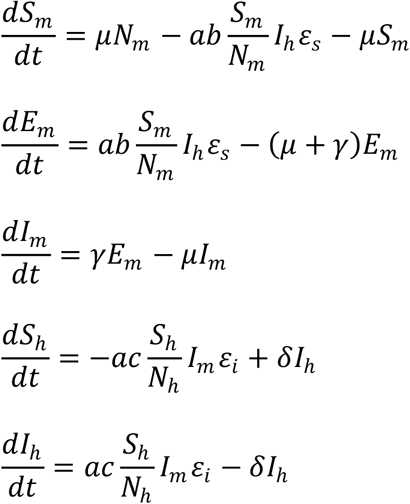 dS_m/dt = μN_m − ab S_m/N_m I_h ε_s − μS_m
dE_m/dt = ab S_m/N_m I_h ε_s − (μ + γ)E_m
dI_m/dt = γE_m − μI_m
dS_h/dt = −ac S_h/N_h I_m ε_i + δI_h
dI_h/dt = ac S_h/N_h I_m ε_i − δI_h